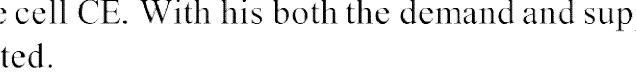 cell CE. With his both the demand and sup
ted.